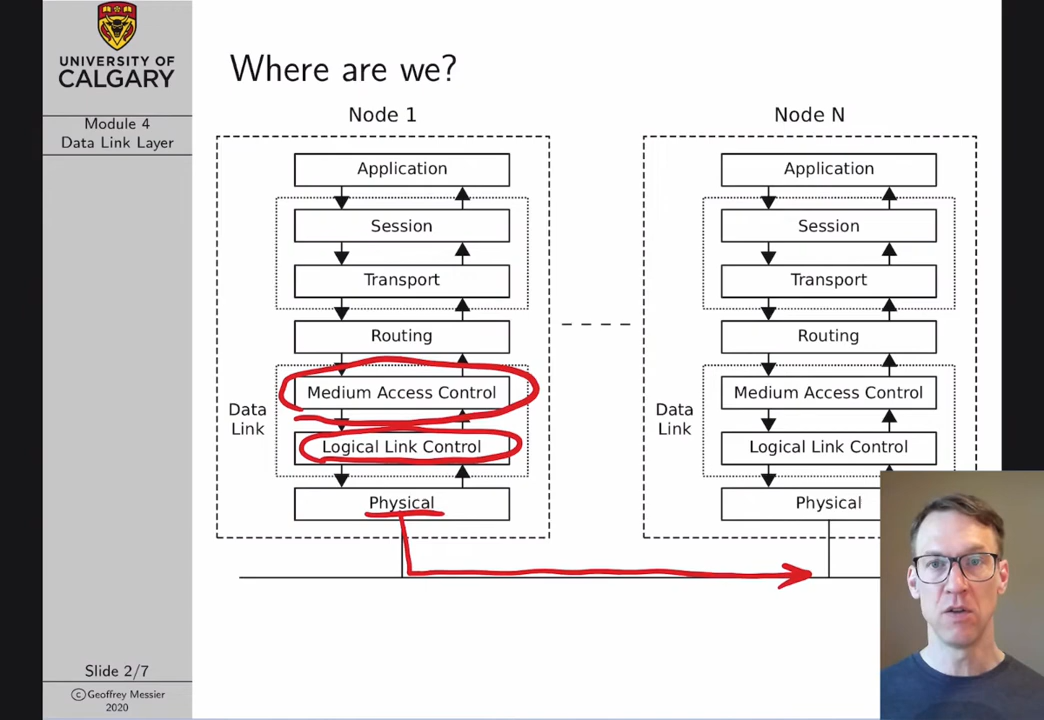 UNIVERSITY OF
CALGARY
Module 4
Data Link Layer
Where are we?
Node 1
Application
Session
Transport
Routing
Data
Link
Medium Access Control
Logical Link Control
Physical
Node N
Application
Session
Transport
Routing
Data
Link
Medium Access Control
Logical Link Control
Physical
Slide 2/7
©Geoffrey Messier
2020